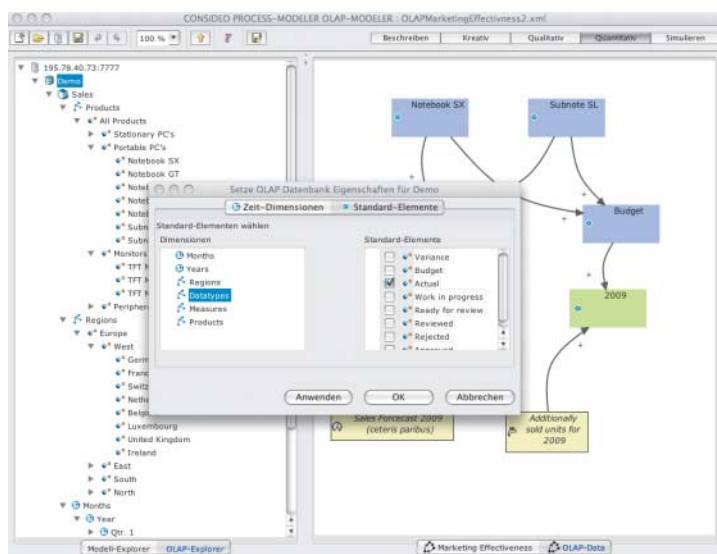 CONSIDEO PROCESS-MODELER OLAP-MODELER : OLAPMarketingEffectivness2.xml
100 %
Beschreiben
Kreativ
Qualitativ
Quantitativ
Simulieren
195.78.40.73:7777
Demo
Sales
Products
All Products
Stationary PC's
Portable PC's
Notebook SX
Notebook GT
Monitors
Regions
Europe
West
Luxembourg
United Kingdom
Ireland
East
South
North
Months
Year
Qtr. 1
Modell-Explorer
OLAP-Explorer
Setze OLAP Datenbank Eigenschaften für Demo
Zeit-Dimensionen
Standard-Elemente
Standard-Elementen wählen
Dimensionen
Months
Years
Regions
Datatypes
Measures
Products
Standard-Elemente
Variance
Budget
Actual
Work in progress
Ready for review
Reviewed
Rejected
Anwenden
OK
Abbrechen
Notebook SX
Subnote SL
+
+
Budget
+
2009
+
Sales Forcecast 2009
(ceteris paribus)
Additionally
sold units for
2009
Marketing Effectiveness
OLAP-Data